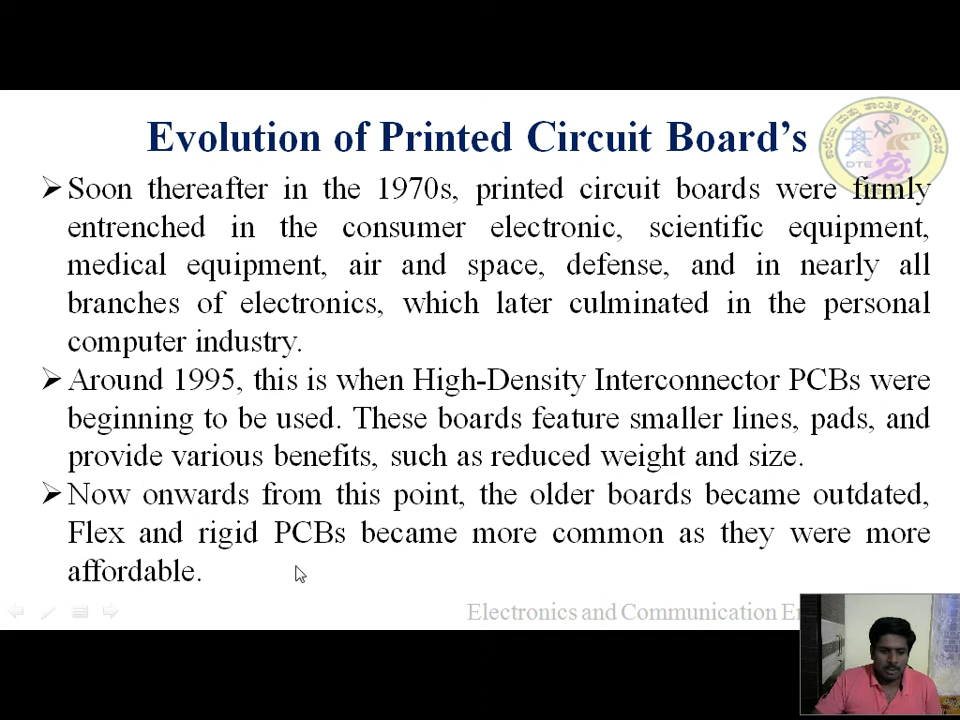 Evolution of Printed Circuit Board’s
➢ Soon thereafter in the 1970s, printed circuit boards were firmly
entrenched in the consumer electronic, scientific equipment,
medical equipment, air and space, defense, and in nearly all
branches of electronics, which later culminated in the personal
computer industry.
➢ Around 1995, this is when High-Density Interconnector PCBs were
beginning to be used. These boards feature smaller lines, pads, and
provide various benefits, such as reduced weight and size.
➢ Now onwards from this point, the older boards became outdated,
Flex and rigid PCBs became more common as they were more
affordable.
DTE
Electronics and Communication